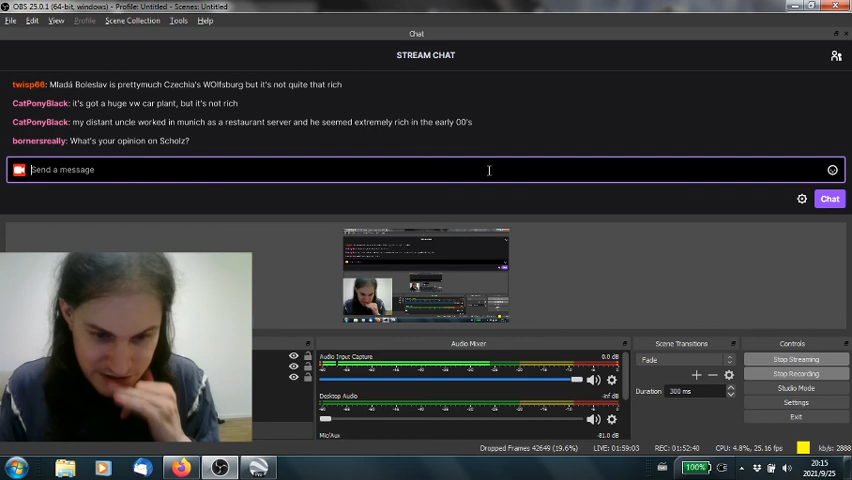 OBS 25.0.1 (64-bit, windows) - Profile: Untitled - Scenes: Untitled
File Edit View Profile Scene Collection Tools Help
Chat
STREAM CHAT
twisp66: Mladá Boleslav is prettymuch Czechia's WOlfsburg but it's not quite that rich
CatPonyBlack: it's got a huge vw car plant, but it's not rich
CatPonyBlack: my distant uncle worked in munich as a restaurant server and he seemed extremely rich in the early 00's
bornersreally: What's your opinion on Scholz?
Send a message
Chat
Audio Mixer
Scene Transitions
Controls
Audio Input Capture
0.0 dB
Fade
Stop Streaming
Stop Recording
Duration 300 ms
Studio Mode
Desktop Audio
-inf dB
Settings
Exit
Mic/Aux
-81.0 dB
Dropped Frames 42649 (19.6%) LIVE: 01:59:03 REC: 01:52:40 CPU: 4.8%, 25.16 fps kb/s: 2888
100%
20:15
2021/9/25